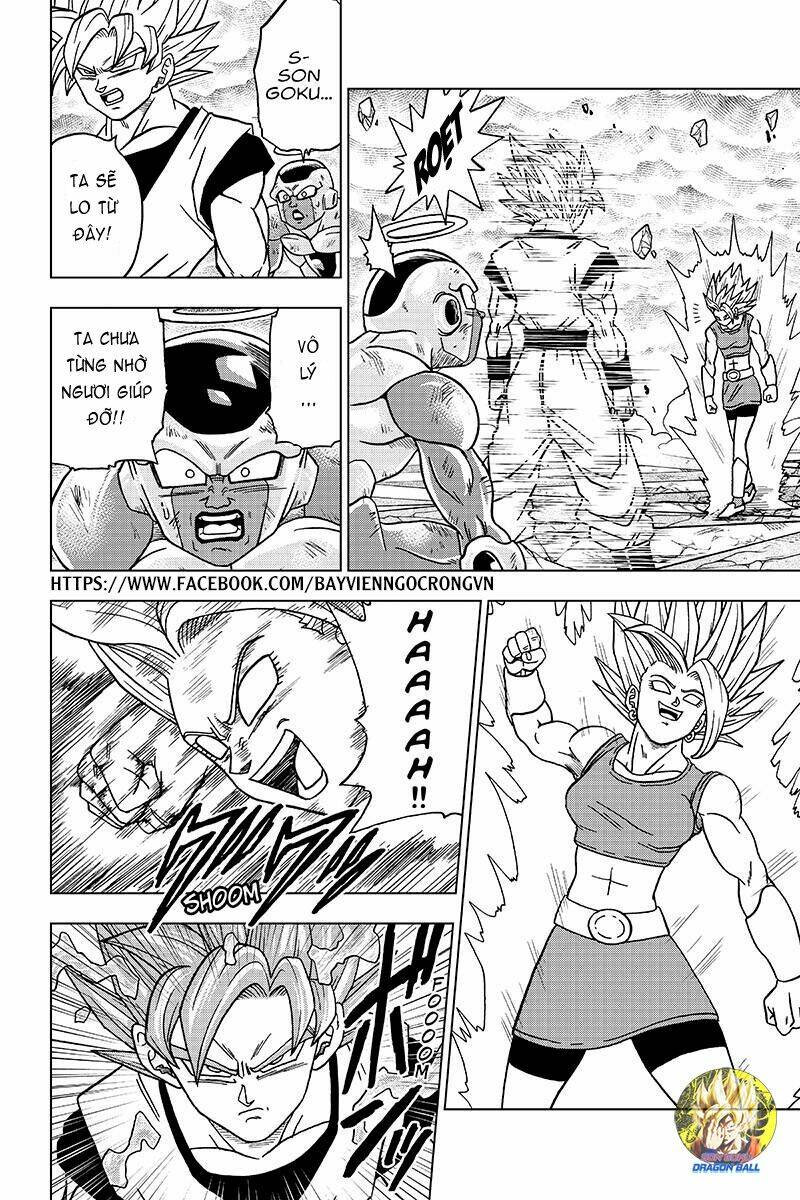 S-
SON
GOKU...
TA SẼ
LO TỪ
ĐÂY!
ROẸT
VÔ
LÝ
...
TA CHƯA
TỪNG NHỜ
NGƯƠI GIÚP
ĐỠ!!
HTTPS://WWW.FACEBOOK.COM/BAYVIENNGOCRONGVN
HAAAAAH!!
SHOOM
FOOOOM
DRAGON BALL